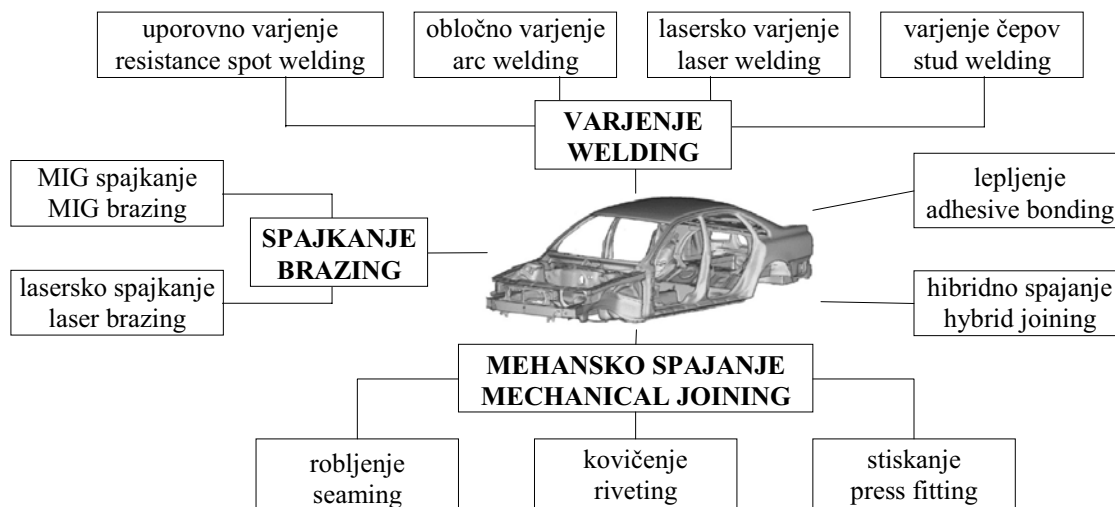 uporovno varjenje
resistance spot welding
obločno varjenje
arc welding
lasersko varjenje
laser welding
varjenje čepov
stud welding
VARJENJE
WELDING
MIG spajkanje
MIG brazing
SPAJKANJE
BRAZING
lasersko spajkanje
laser brazing
lepljenje
adhesive bonding
hibridno spajanje
hybrid joining
MEHANSKO SPAJANJE
MECHANICAL JOINING
robljenje
seaming
kovičenje
riveting
stiskanje
press fitting